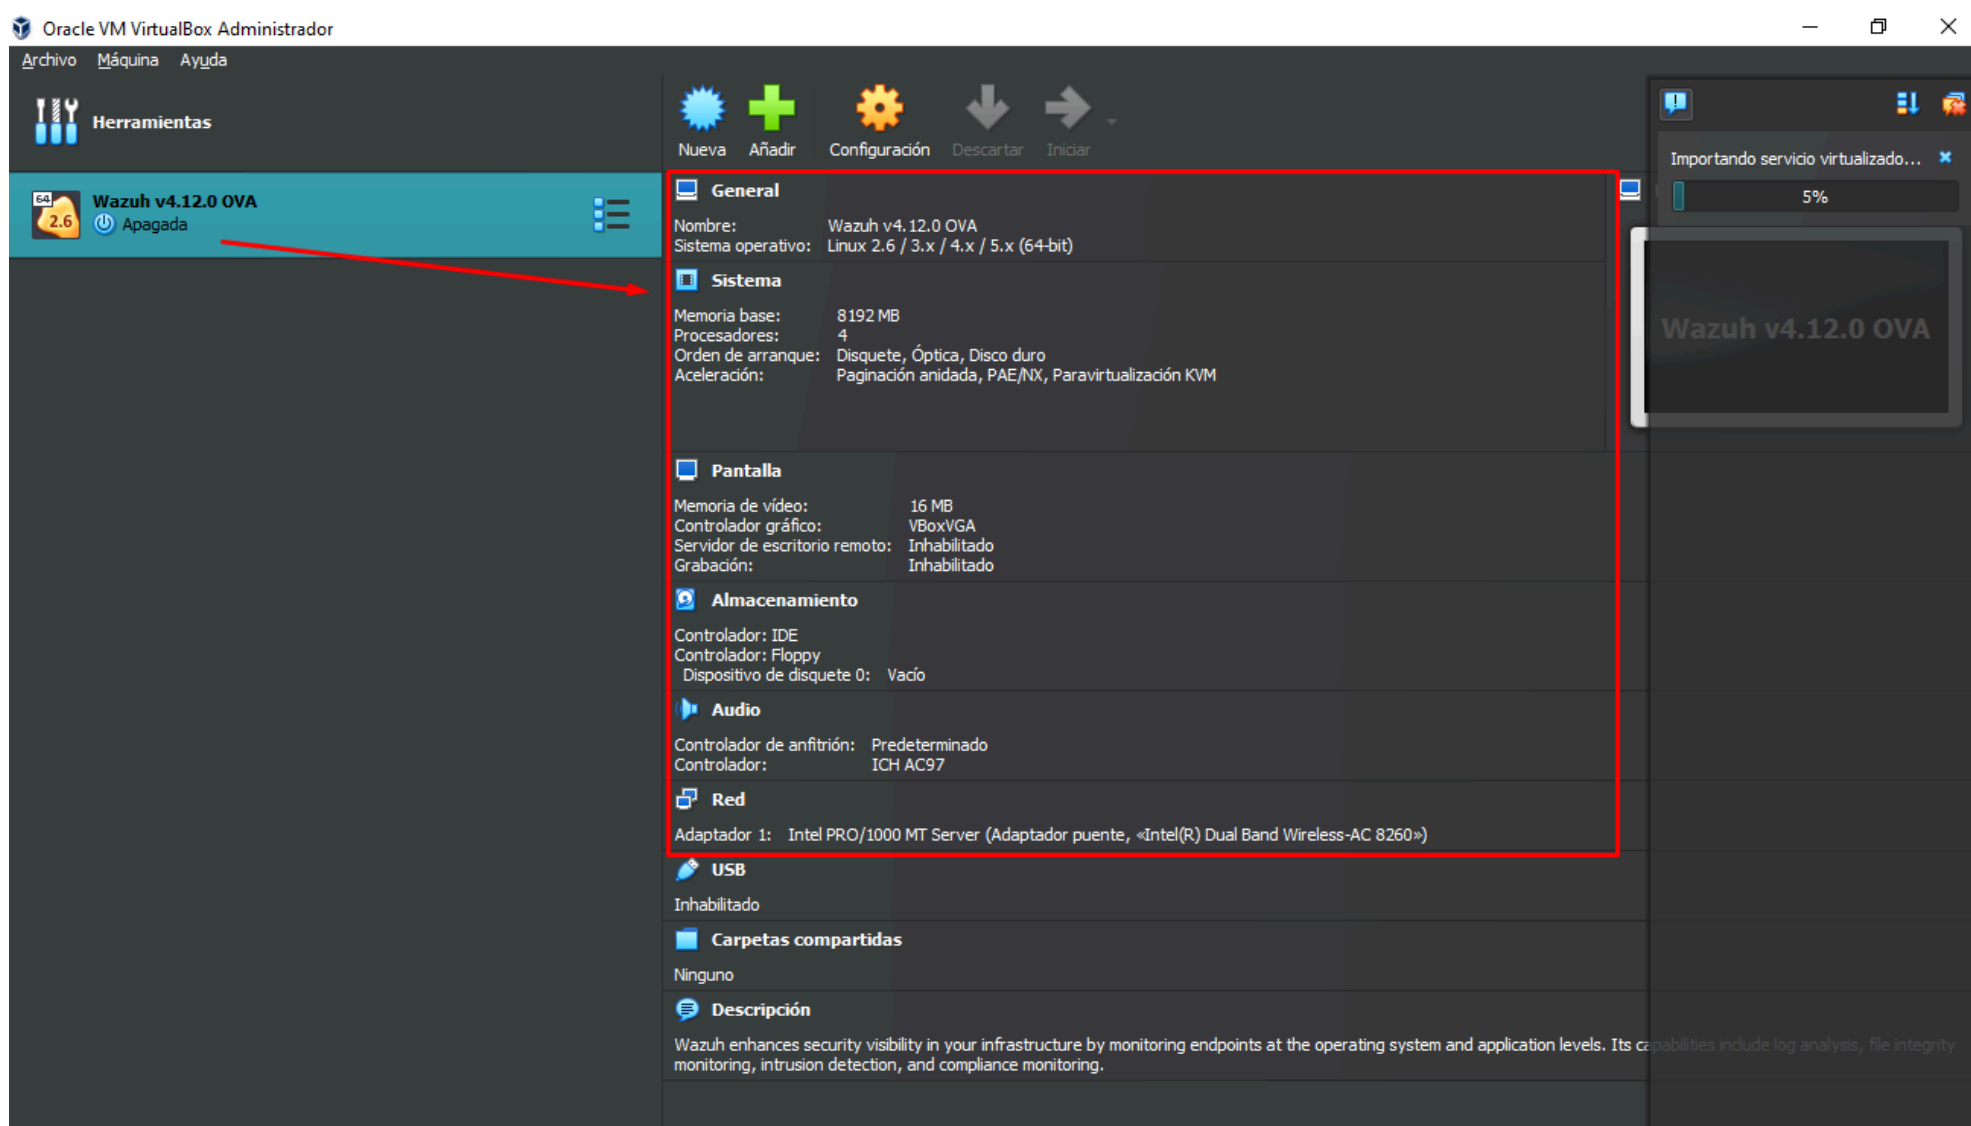 Oracle VM VirtualBox Administrador
Archivo Máquina Ayuda
Herramientas
Nueva Añadir Configuración Descartar Iniciar
Importando servicio virtualizado...
5%
64
2.6
Wazuh v4.12.0 OVA
Apagada
General
Nombre: Wazuh v4.12.0 OVA
Sistema operativo: Linux 2.6 / 3.x / 4.x / 5.x (64-bit)
Sistema
Memoria base: 8192 MB
Procesadores: 4
Orden de arranque: Disquete, Óptica, Disco duro
Aceleración: Paginación anidada, PAE/NX, Paravirtualización KVM
Wazuh v4.12.0 OVA
Pantalla
Memoria de vídeo: 16 MB
Controlador gráfico: VBoxVGA
Servidor de escritorio remoto: Inhabilitado
Grabación: Inhabilitado
Almacenamiento
Controlador: IDE
Controlador: Floppy
Dispositivo de disquete 0: Vacío
Audio
Controlador de anfitrión: Predeterminado
Controlador: ICH AC97
Red
Adaptador 1: Intel PRO/1000 MT Server (Adaptador puente, «Intel(R) Dual Band Wireless-AC 8260»)
USB
Inhabilitado
Carpetas compartidas
Ninguno
Descripción
Wazuh enhances security visibility in your infrastructure by monitoring endpoints at the operating system and application levels. Its capabilities include log analysis, file integrity
monitoring, intrusion detection, and compliance monitoring.